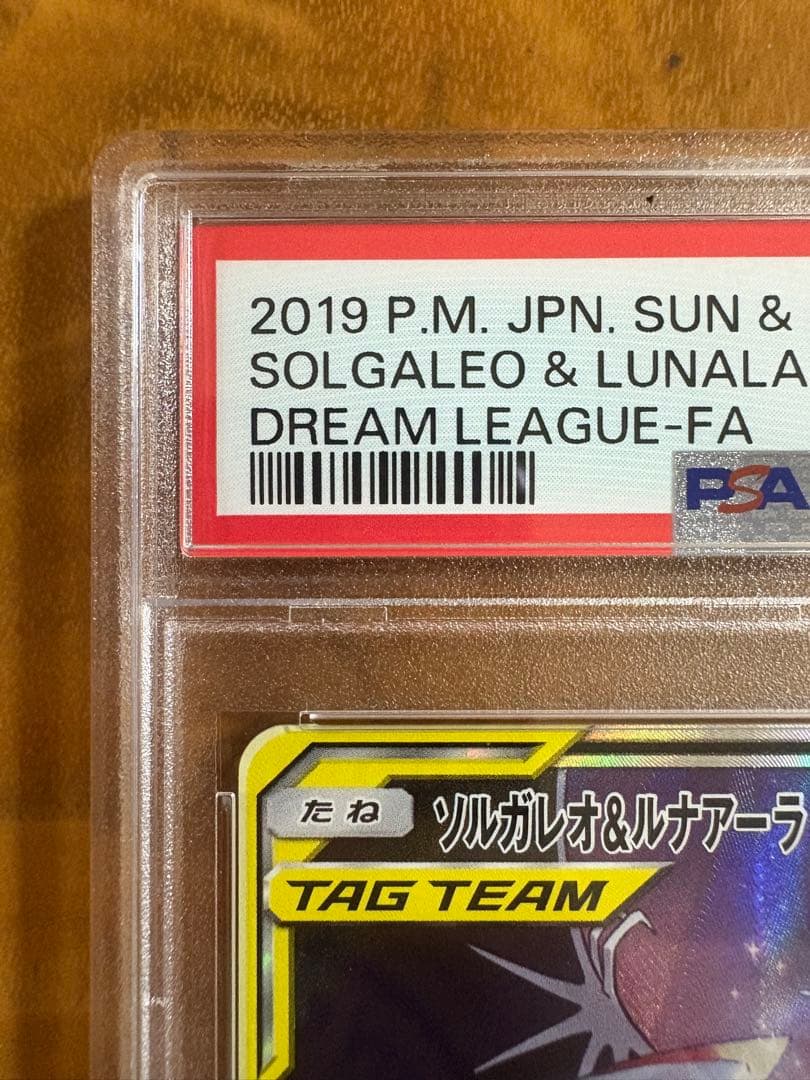 2019 P.M. JPN. SUN &
SOLGALEO & LUNALA
DREAM LEAGUE-FA
PSA
たね
ソルガレオ&ルナアーラ
TAG TEAM